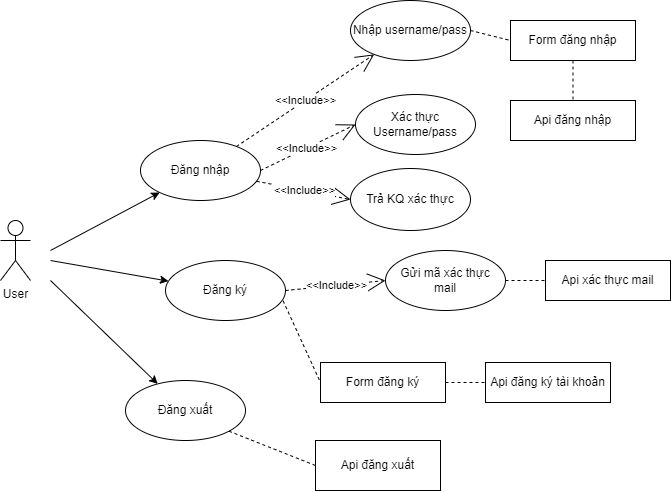 Nhập username/pass
Form đăng nhập
<<Include>>
Xác thực
Username/pass
Api đăng nhập
<<Include>>
Đăng nhập
<<Include>>
Trả KQ xác thực
User
Đăng ký
<<Include>>
Gửi mã xác thực
mail
Api xác thực mail
Form đăng ký
Api đăng ký tài khoản
Đăng xuất
Api đăng xuất